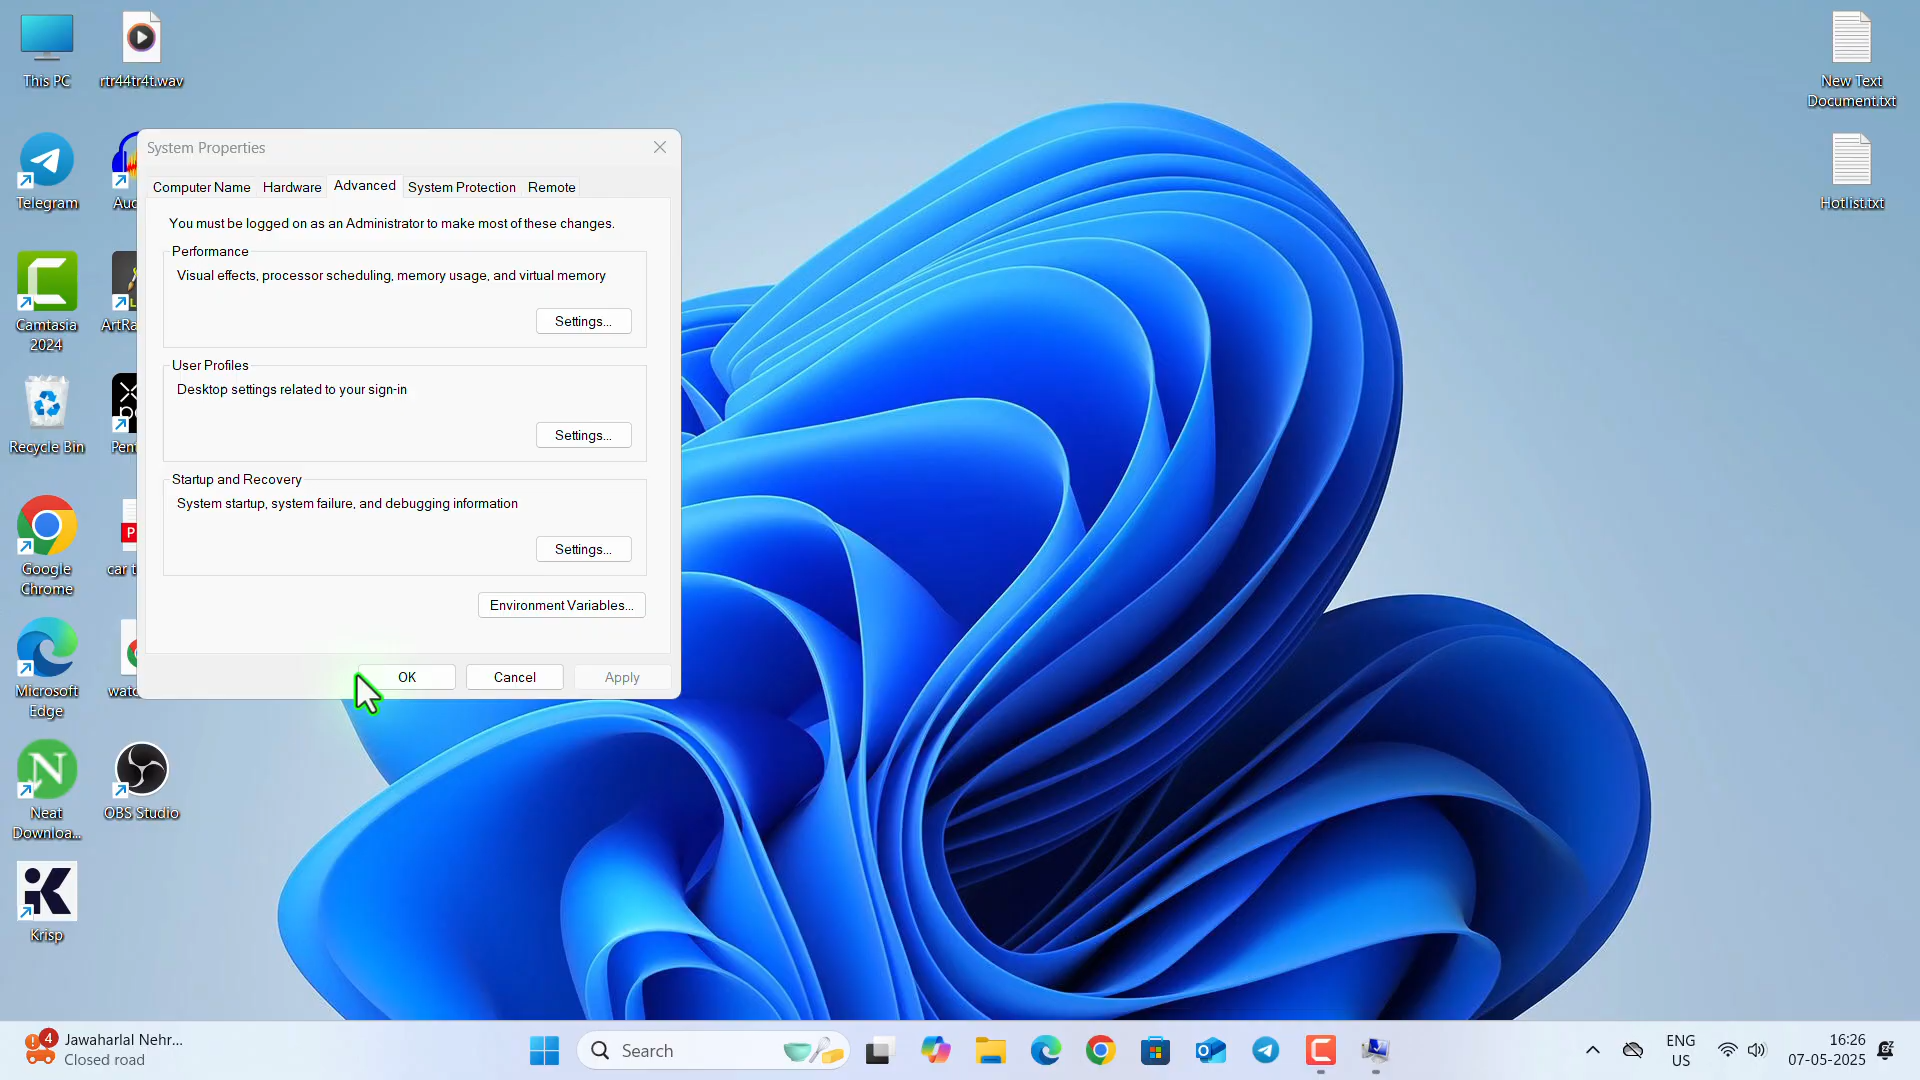 This PC
rtr44tr4t.wav
New Text
Document.txt
System Properties
Computer Name
Hardware
Advanced
System Protection
Remote
You must be logged on as an Administrator to make most of these changes.
Performance
Visual effects, processor scheduling, memory usage, and virtual memory
Settings...
User Profiles
Desktop settings related to your sign-in
Settings...
Startup and Recovery
System startup, system failure, and debugging information
Settings...
Environment Variables...
OK
Cancel
Apply
Telegram
Hotlist.txt
Camtasia
2024
Recycle Bin
Google
Chrome
Microsoft
Edge
Neat
Downloa...
OBS Studio
Krisp
4
Jawaharlal Nehr...
Closed road
Search
ENG
US
16:26
07-05-2025